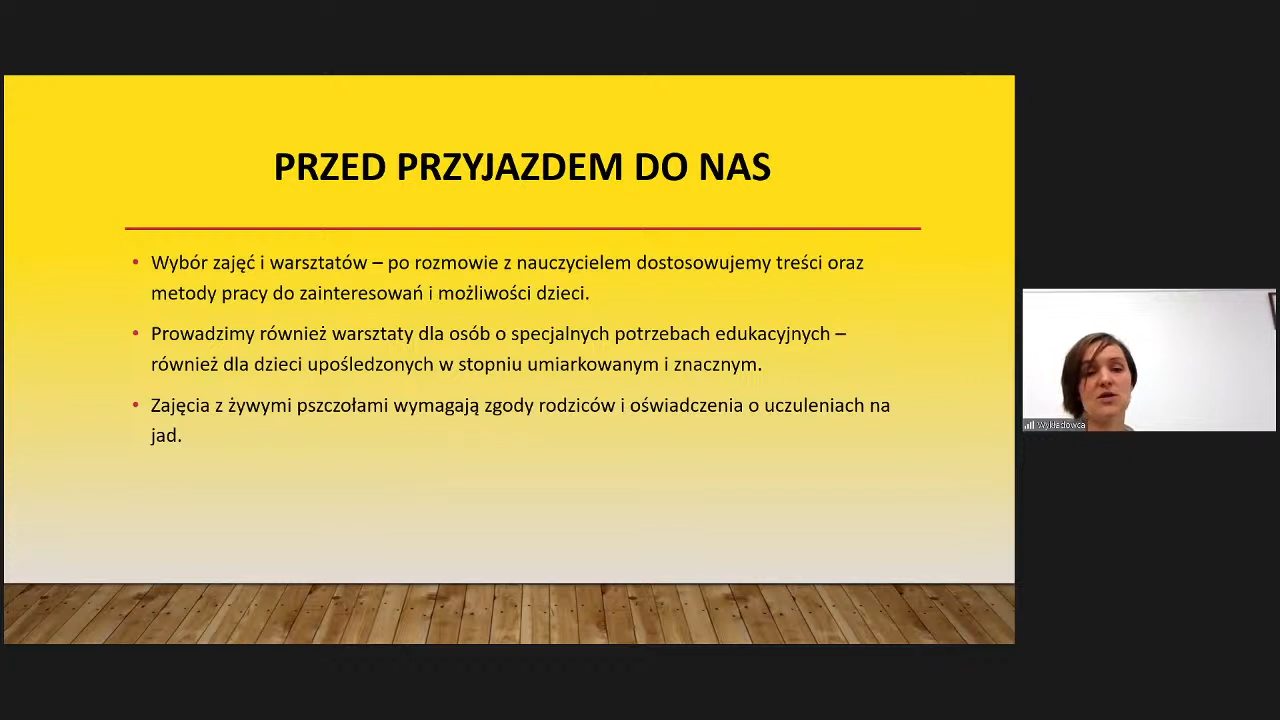 PRZED PRZYJAZDEM DO NAS
• Wybór zajęć i warsztatów – po rozmowie z nauczycielem dostosowujemy treści oraz
metody pracy do zainteresowań i możliwości dzieci.
• Prowadzimy również warsztaty dla osób o specjalnych potrzebach edukacyjnych –
również dla dzieci upośledzonych w stopniu umiarkowanym i znacznym.
• Zajęcia z żywymi pszczołami wymagają zgody rodziców i oświadczenia o uczuleniach na
jad.
Wykładowca